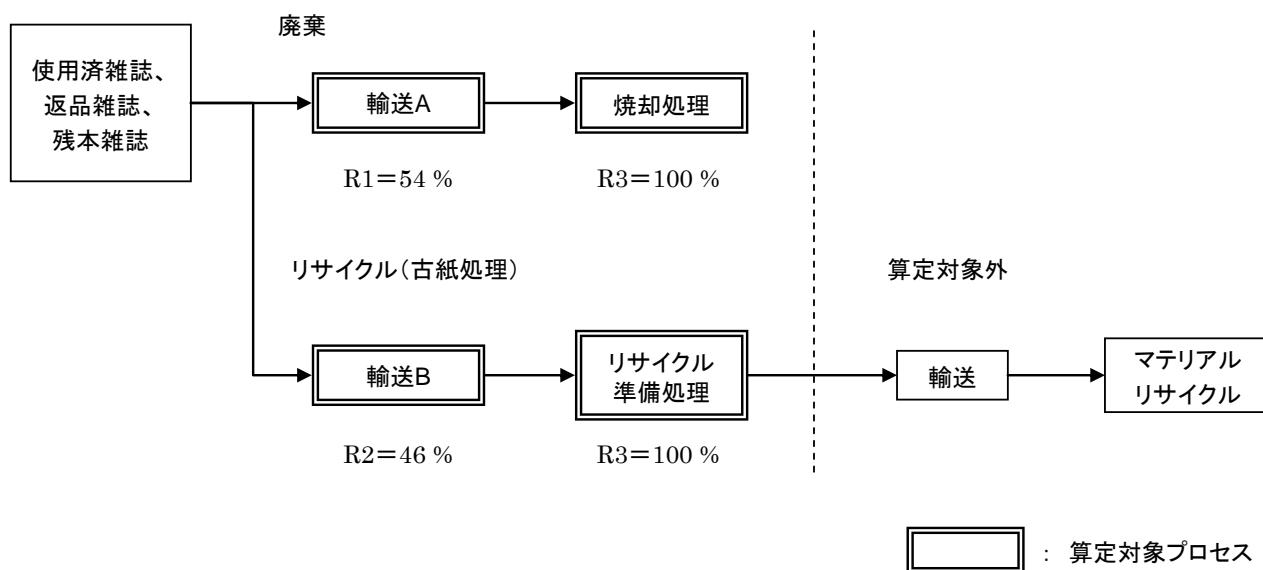 廃棄
使用済雑誌、
返品雑誌、
残本雑誌
輸送A
焼却処理
R1＝54 %
R3＝100 %
リサイクル（古紙処理）
算定対象外
輸送B
リサイクル
準備処理
輸送
マテリアル
リサイクル
R2＝46 %
R3＝100 %
： 算定対象プロセス